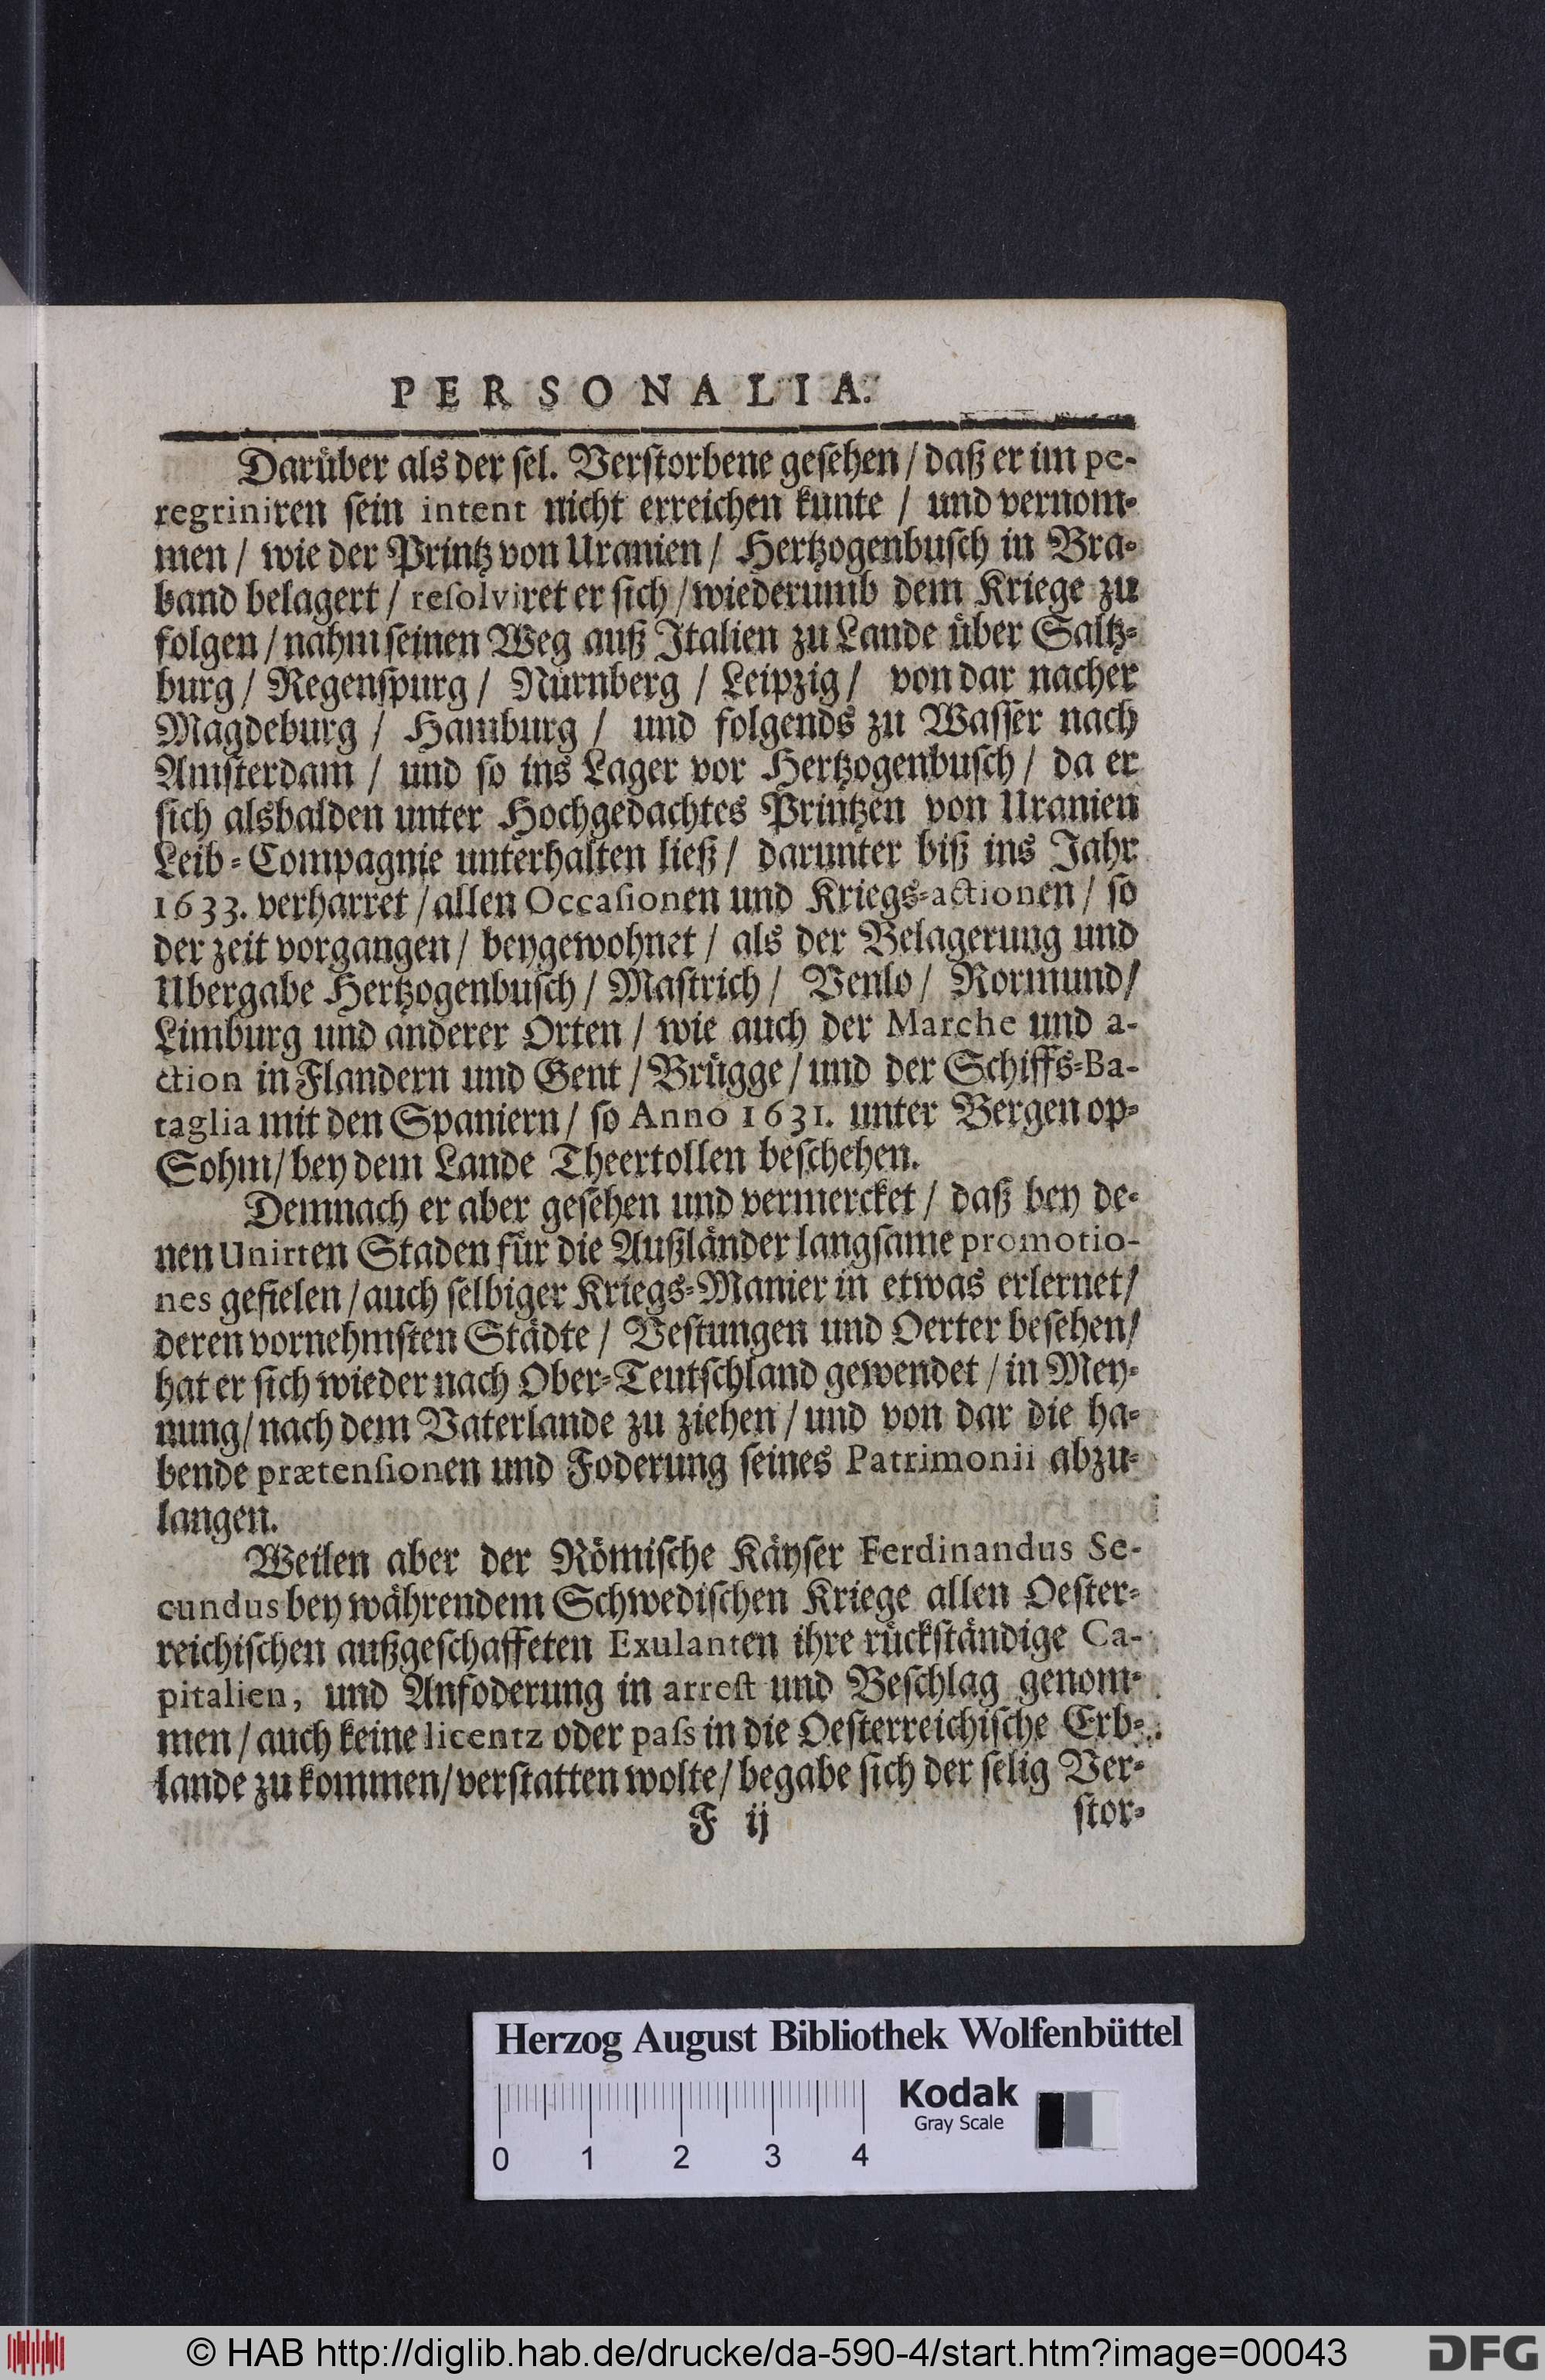 PERSONALIA.
Darüber als der ſel. Verſtorbene geſehen / daß er im pe-
regriniren ſein intent nicht erreichen kunte / und vernom-
men / wie der Printz von Uranien / Hertzogenbuſch in Bra-
band belagert / reſolviret er ſich / wiederumb dem Kriege zu
folgen / nahm ſeinen Weg auß Italien zu Lande über Saltz-
burg / Regenſpurg / Nürnberg / Leipzig / von dar nacher
Magdeburg / Hamburg / und folgends zu Waſſer nach
Amſterdam / und ſo ins Lager vor Hertzogenbuſch / da er
ſich alsbalden unter Hochgedachtes Printzen von Uranien
Leib-Compagnie unterhalten ließ / darunter biß ins Jahr
1633. verharret / allen Occaſionen und Kriegs-actionen / ſo
der zeit vorgangen / beygewohnet / als der Belagerung und
Ubergabe Hertzogenbuſch / Maſtrich / Venlo / Rormund /
Limburg und anderer Orten / wie auch der Marche und a-
ction in Flandern und Gent / Brügge / und der Schiffs-Ba-
taglia mit den Spaniern / ſo Anno 1631. unter Bergen op-
Sohm / bey dem Lande Theertollen beſchehen.
Demnach er aber geſehen und vermercket / daß bey de-
nen Unirten Staden für die Außländer langſame promotio-
nes gefielen / auch ſelbiger Kriegs-Manier in etwas erlernet /
deren vornehmſten Städte / Veſtungen und Oerter beſehen /
hat er ſich wieder nach Ober-Teutſchland gewendet / in Mey-
nung / nach dem Vaterlande zu ziehen / und von dar die ha-
bende prætenſionen und Foderung ſeines Patrimonii abzu-
langen.
Weilen aber der Römiſche Käyſer Ferdinandus Se-
cundus bey währendem Schwediſchen Kriege allen Oeſter-
reichiſchen außgeſchaffeten Exulanten ihre rückſtändige Ca-
pitalien, und Anfoderung in arreſt und Beſchlag genom-
men / auch keine licentz oder paſs in die Oeſterreichiſche Erb-
lande zu kommen / verſtatten wolte / begabe ſich der ſelig Ver-
F ij ſtor-
Herzog August Bibliothek Wolfenbüttel
Kodak
Gray Scale
0 1 2 3 4
© HAB http://diglib.hab.de/drucke/da-590-4/start.htm?image=00043
DFG